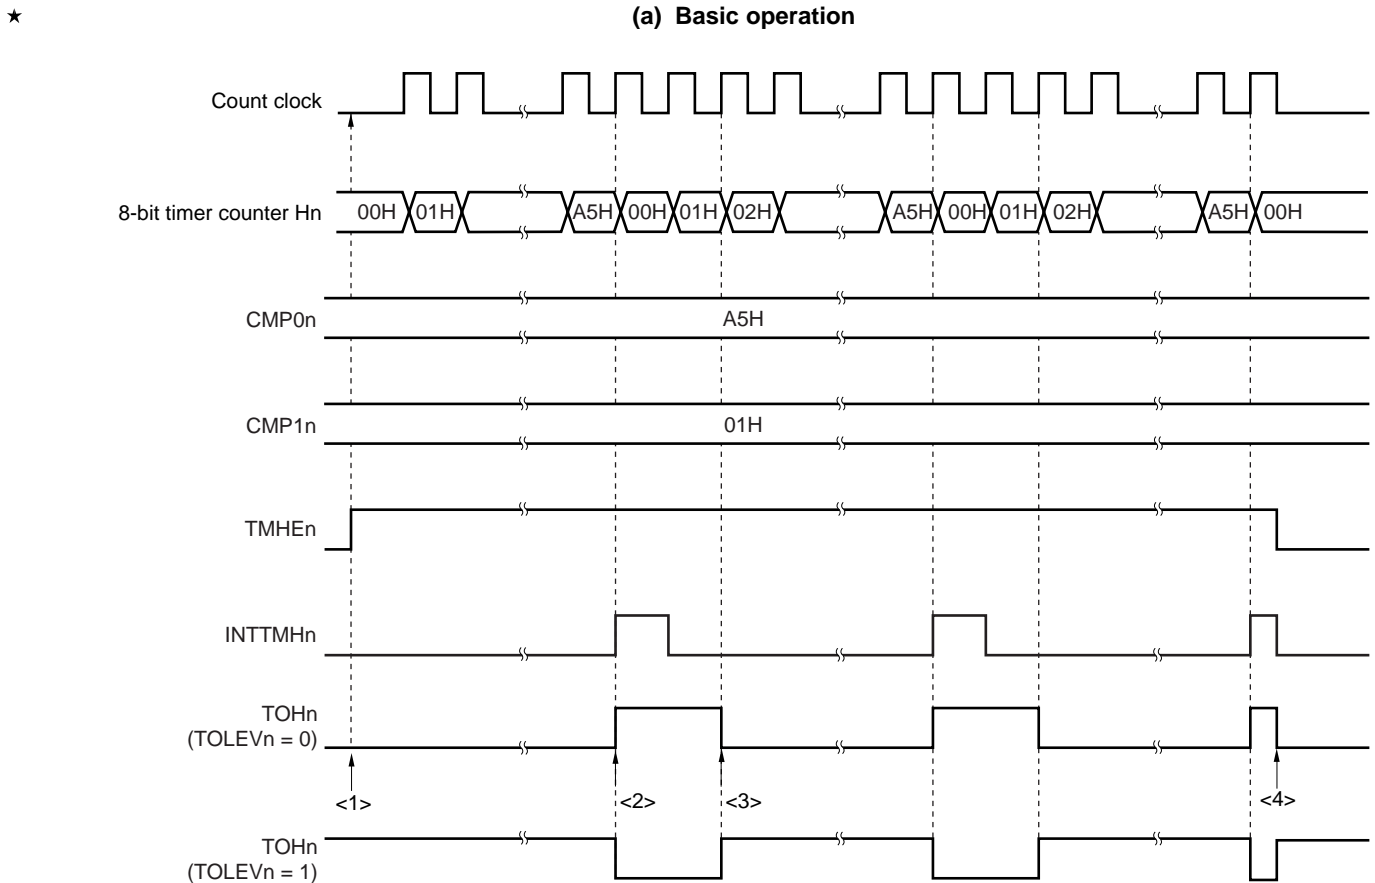 ★ (a) Basic operation
Count clock
8-bit timer counter Hn 00H 01H A5H 00H 01H 02H A5H 00H 01H 02H A5H 00H
CMP0n A5H
CMP1n 01H
TMHEn
INTTMHn
TOHn
(TOLEVn = 0)
<1> <2> <3> <4>
TOHn
(TOLEVn = 1)